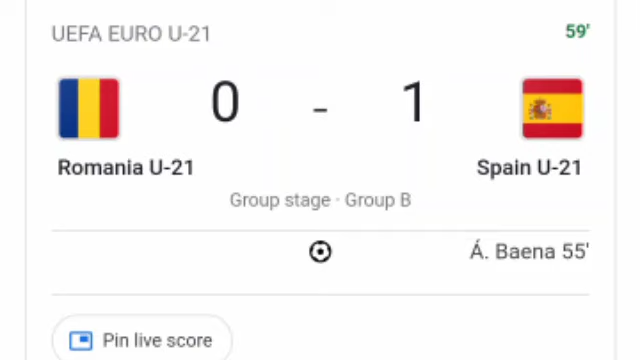 UEFA EURO U-21 59'
0 - 1
Romania U-21 Spain U-21
Group stage · Group B
Á. Baena 55'
Pin live score